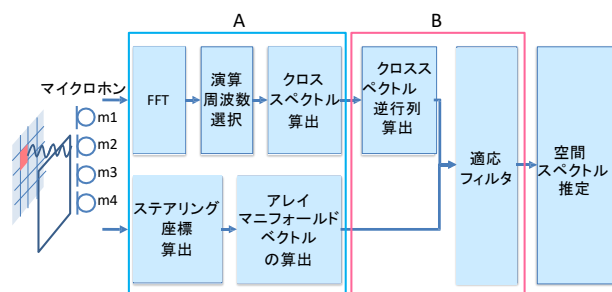 A
B
マイクロホン
m1
m2
m3
m4
FFT
演算
周波数
選択
クロス
スペクトル
算出
クロスス
ペクトル
逆行列
算出
適応
フィルタ
空間
スペクトル
推定
ステアリング
座標
算出
アレイ
マニフォールド
ベクトル
の算出